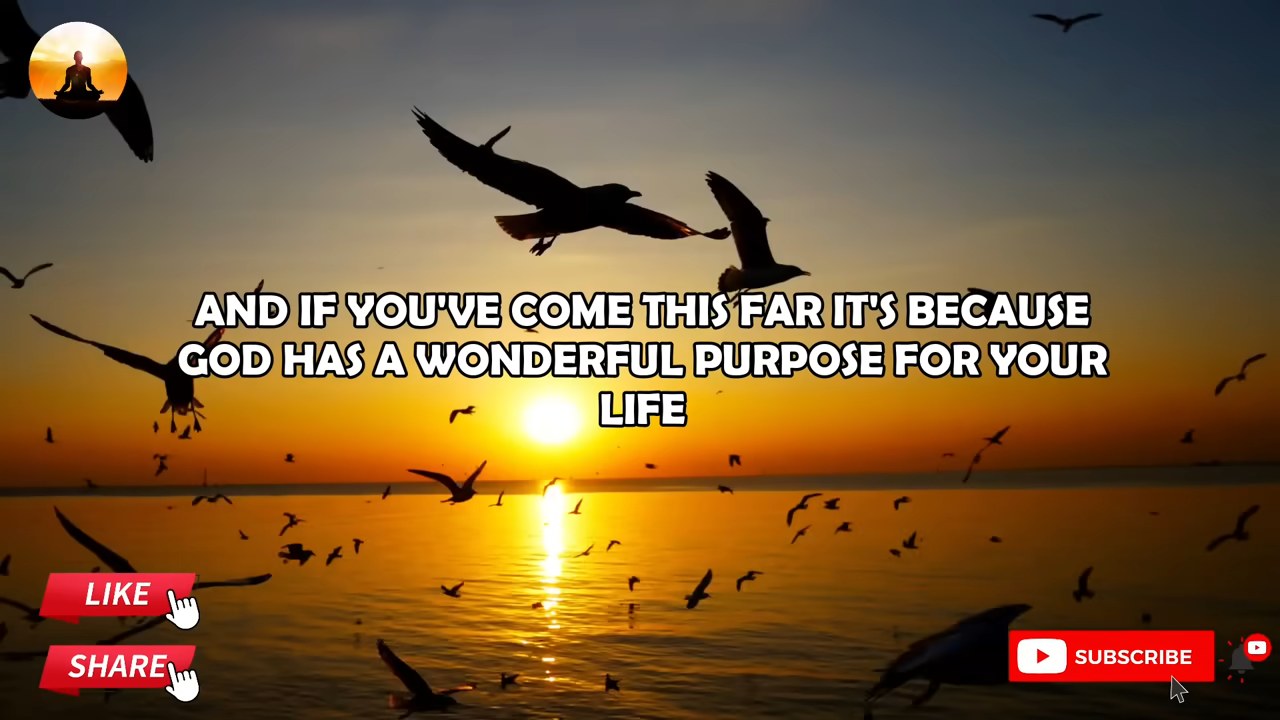 AND IF YOU'VE COME THIS FAR IT'S BECAUSE
GOD HAS A WONDERFUL PURPOSE FOR YOUR
LIFE
LIKE
SHARE
SUBSCRIBE